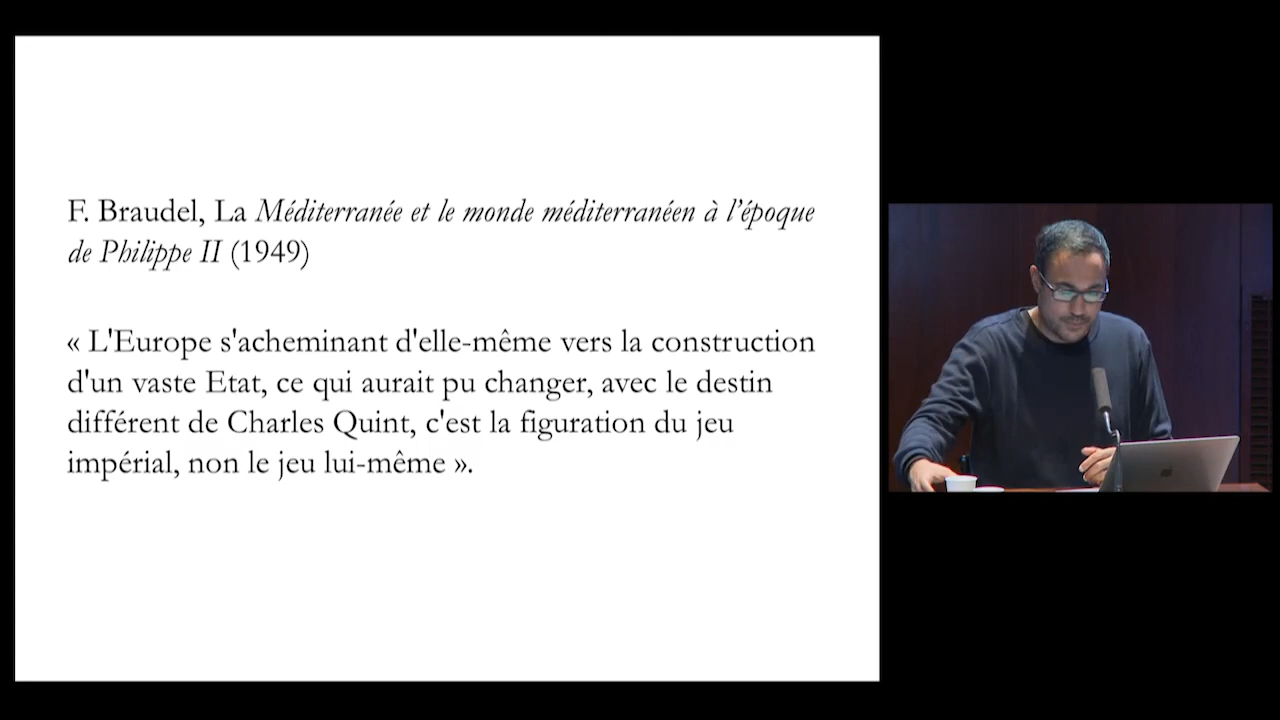 F. Braudel, La Méditerranée et le monde méditerranéen à l’époque
de Philippe II (1949)
« L'Europe s'acheminant d'elle-même vers la construction
d'un vaste Etat, ce qui aurait pu changer, avec le destin
différent de Charles Quint, c'est la figuration du jeu
impérial, non le jeu lui-même ».